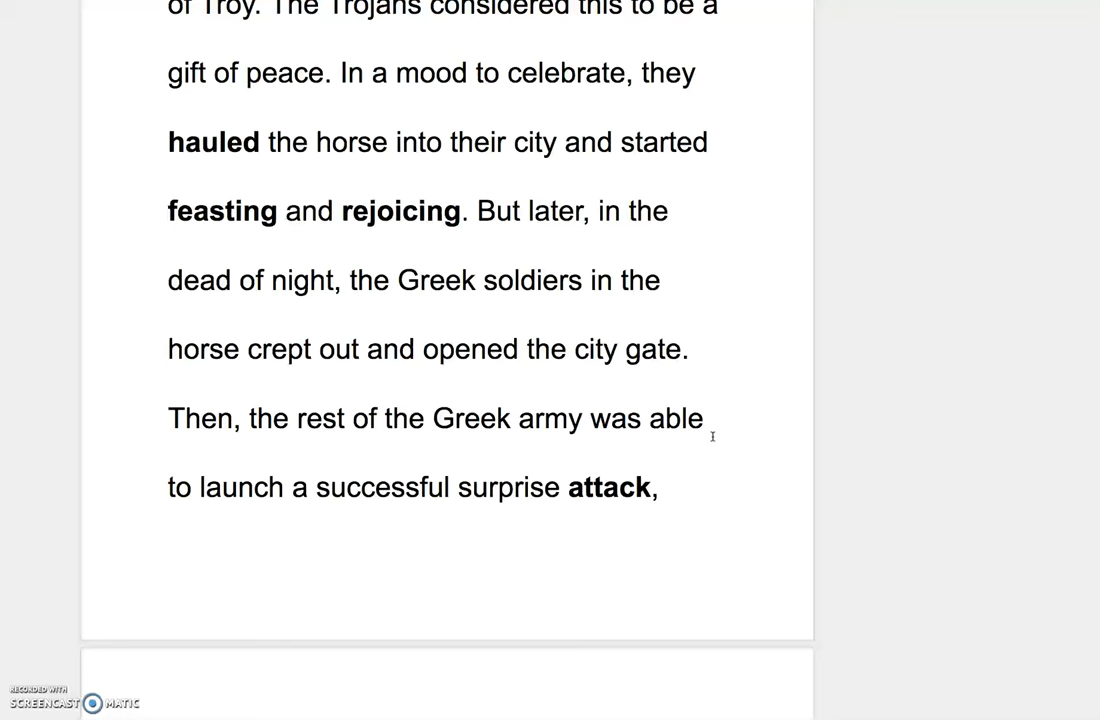 of Troy. The Trojans considered this to be a
gift of peace. In a mood to celebrate, they
hauled the horse into their city and started
feasting and rejoicing. But later, in the
dead of night, the Greek soldiers in the
horse crept out and opened the city gate.
Then, the rest of the Greek army was able
to launch a successful surprise attack,
RECORDED WITH
SCREENCAST MATIC